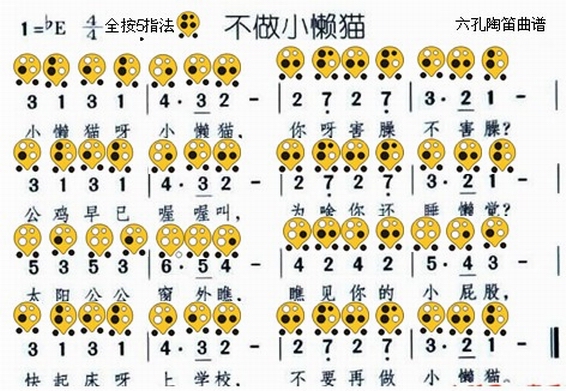 不做小懒猫
1=♭E 4/4 全按5指法
六孔陶笛曲谱
3 1 3 1 | 4· 3 2 - | 2 7 2 7 | 3· 2 1 - |
小 懒 猫 呀 小 懒 猫, 你 呀 害 臊 不 害 臊?
3 1 3 1 | 4· 3 2 - | 2 7 2 7 | 3· 2 1 - |
公 鸡 早 已 喔 喔 叫, 为 啥 你 还 睡 懒 觉?
5 3 5 3 | 6· 5 4 - | 4 2 4 2 | 5· 4 3 - |
太 阳 公 公 窗 外 瞧, 瞧 见 你 的 小 屁 股,
3 1 3 1 | 4· 3 2 - | 2 7 2 7 | 3· 2 1 - ‖
快 起 床 呀 上 学 校, 不 要 再 做 小 懒 猫.